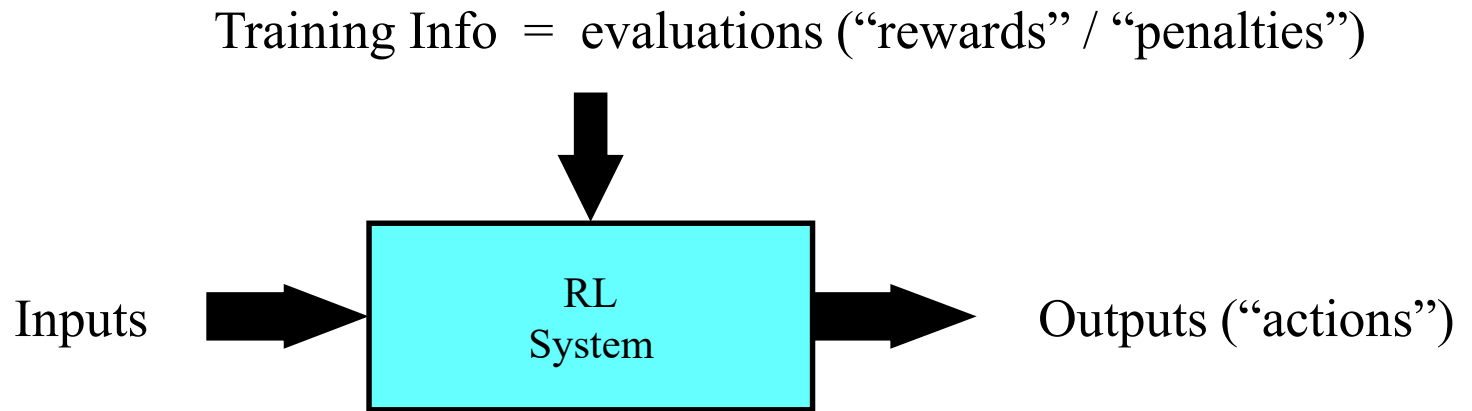 Training Info = evaluations (“rewards” / “penalties”)
Inputs
RL
System
Outputs (“actions”)